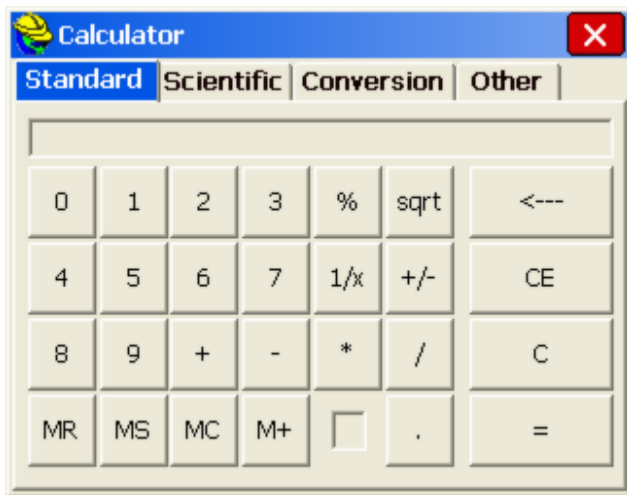 Calculator
Standard Scientific Conversion Other
0 1 2 3 % sqrt <---
4 5 6 7 1/x +/- CE
8 9 + - * / C
MR MS MC M+ . =